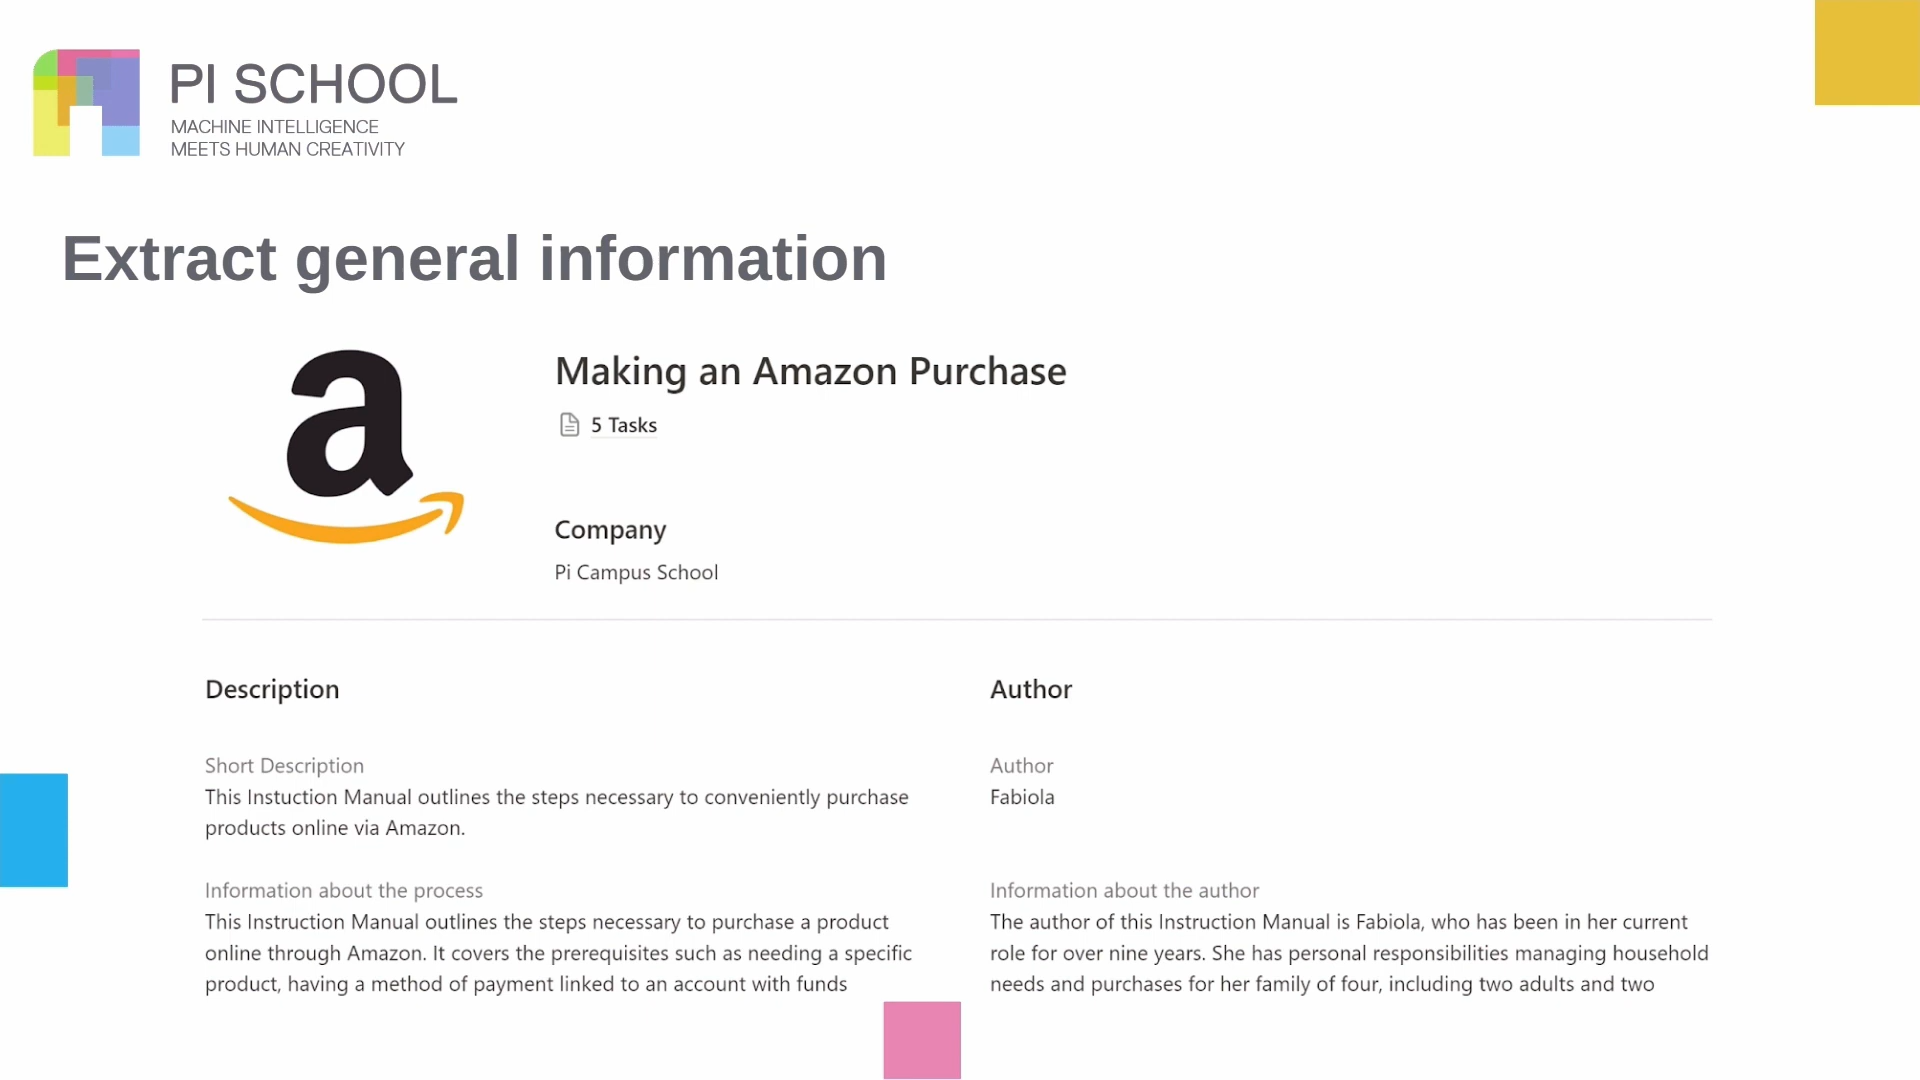 PI SCHOOL
MACHINE INTELLIGENCE
MEETS HUMAN CREATIVITY
Extract general information
a
Making an Amazon Purchase
5 Tasks
Company
Pi Campus School
Description
Short Description
This Instuction Manual outlines the steps necessary to conveniently purchase
products online via Amazon.
Information about the process
This Instruction Manual outlines the steps necessary to purchase a product
online through Amazon. It covers the prerequisites such as needing a specific
product, having a method of payment linked to an account with funds
Author
Author
Fabiola
Information about the author
The author of this Instruction Manual is Fabiola, who has been in her current
role for over nine years. She has personal responsibilities managing household
needs and purchases for her family of four, including two adults and two